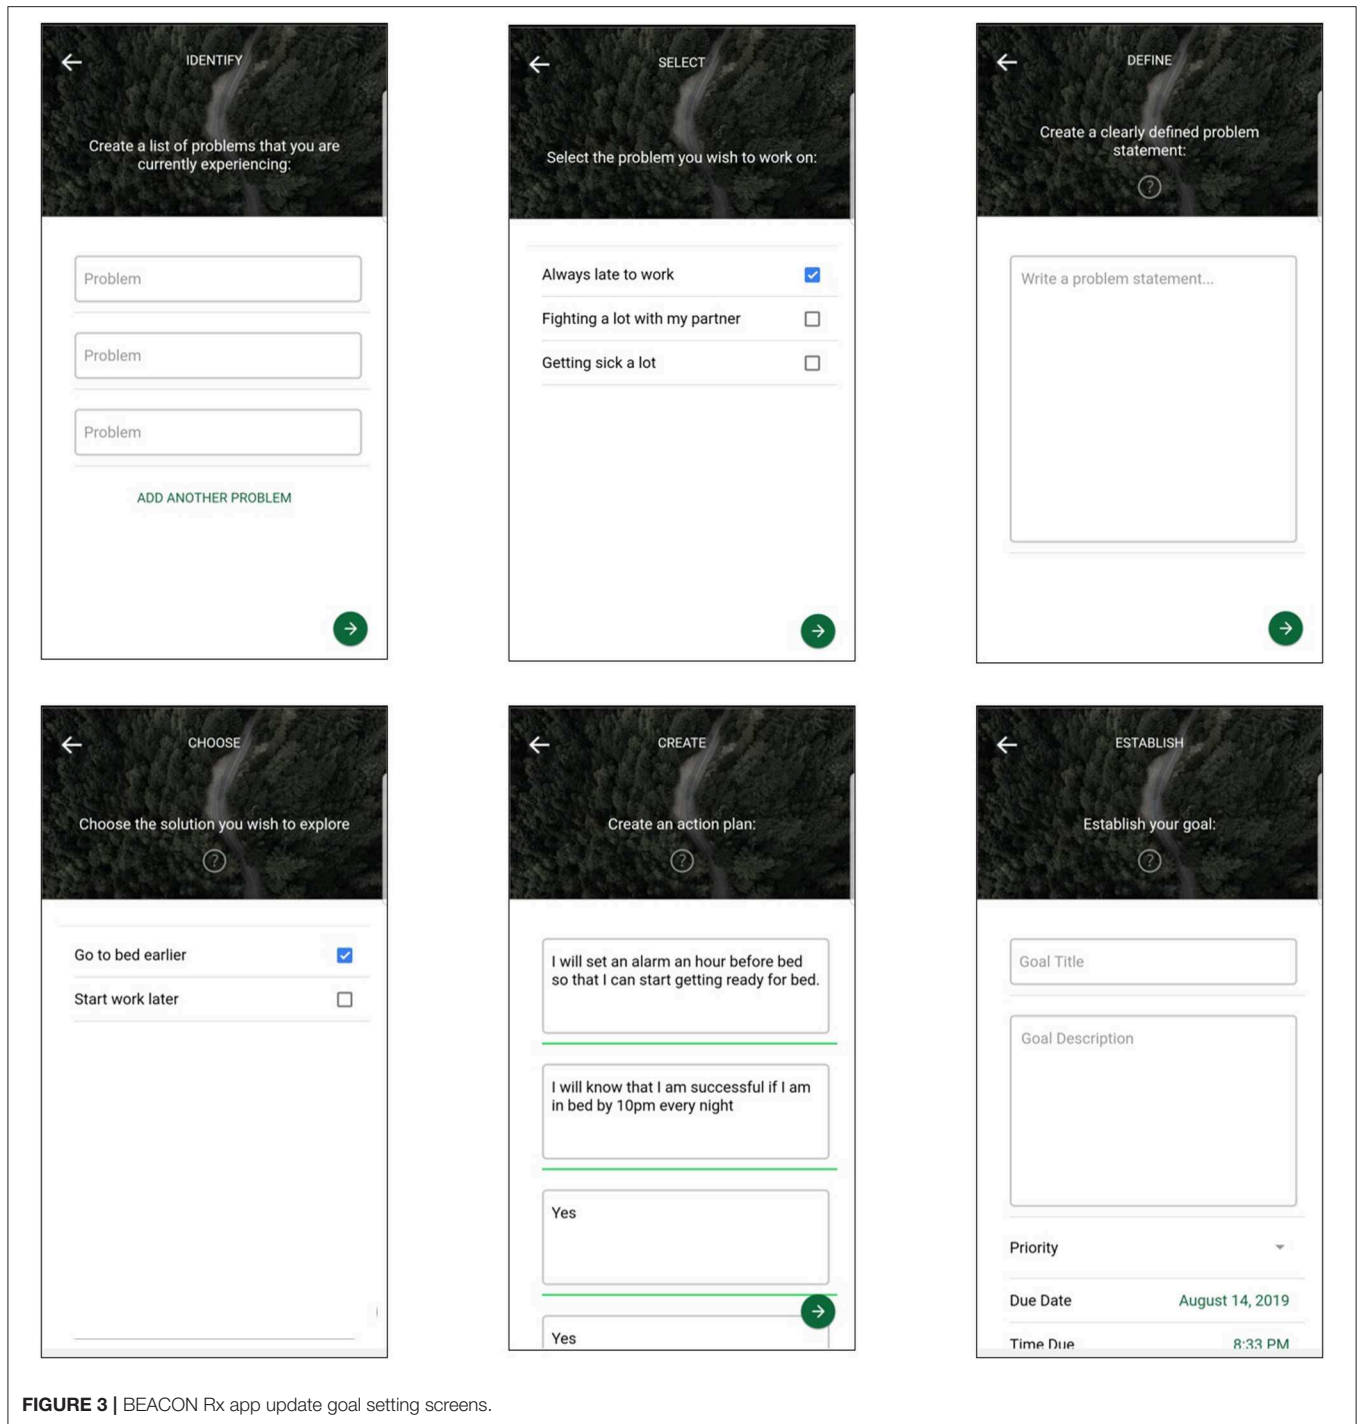 IDENTIFY
Create a list of problems that you are
currently experiencing:
Problem
Problem
Problem
ADD ANOTHER PROBLEM
SELECT
Select the problem you wish to work on:
Always late to work
Fighting a lot with my partner
Getting sick a lot
DEFINE
Create a clearly defined problem
statement:
?
Write a problem statement...
CHOOSE
Choose the solution you wish to explore
?
Go to bed earlier
Start work later
CREATE
Create an action plan:
?
I will set an alarm an hour before bed
so that I can start getting ready for bed.
I will know that I am successful if I am
in bed by 10pm every night
Yes
Yes
ESTABLISH
Establish your goal:
?
Goal Title
Goal Description
Priority
Due Date August 14, 2019
Time Due 8:33 PM
FIGURE 3 | BEACON Rx app update goal setting screens.